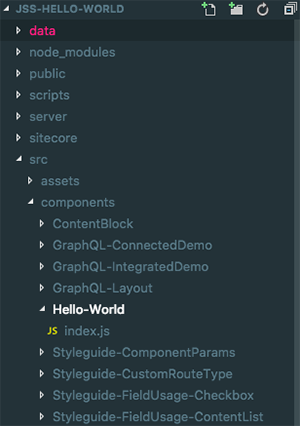 JSS-HELLO-WORLD
data
node_modules
public
scripts
server
sitecore
src
assets
components
ContentBlock
GraphQL-ConnectedDemo
GraphQL-IntegratedDemo
GraphQL-Layout
Hello-World
JS index.js
Styleguide-ComponentParams
Styleguide-CustomRouteType
Styleguide-FieldUsage-Checkbox
Styleguide-FieldUsage-ContentList